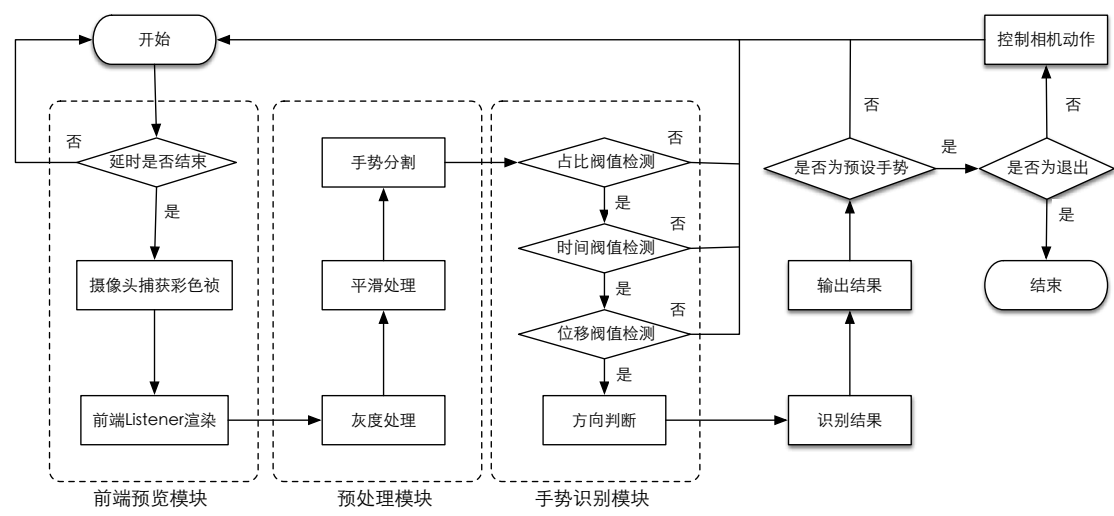 开始
控制相机动作
否
延时是否结束
是
摄像头捕获彩色祯
前端Listener渲染
前端预览模块
手势分割
平滑处理
灰度处理
预处理模块
占比阀值检测
否
是
时间阀值检测
否
是
位移阀值检测
否
是
方向判断
手势识别模块
否
是否为预设手势
是
输出结果
识别结果
否
是否为退出
是
结束